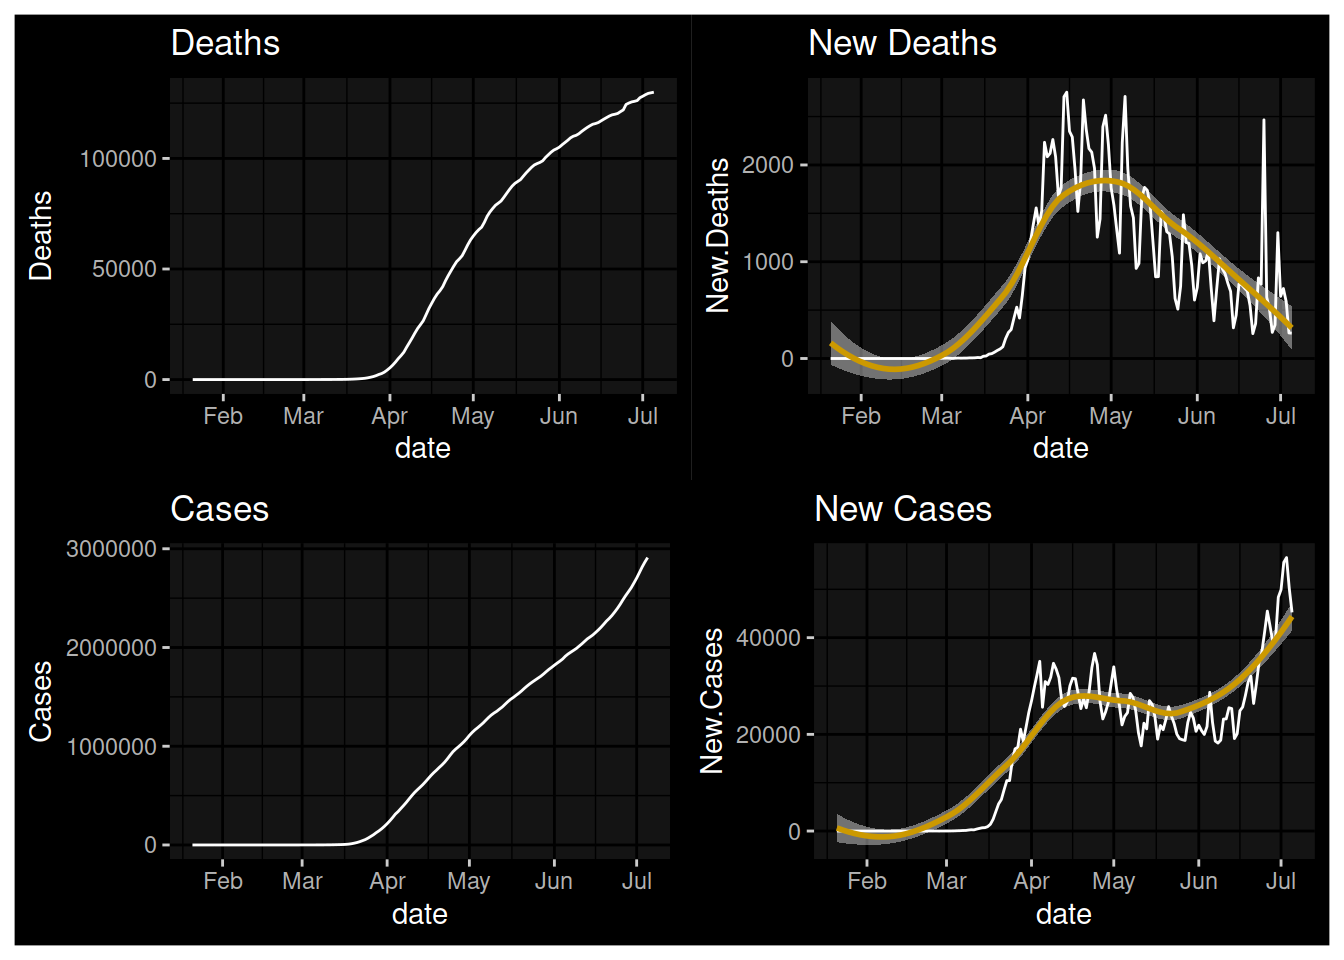 Deaths
Deaths
100000
50000
0
Feb Mar Apr May Jun Jul
date
New Deaths
New.Deaths
2000
1000
0
Feb Mar Apr May Jun Jul
date
Cases
Cases
3000000
2000000
1000000
0
Feb Mar Apr May Jun Jul
date
New Cases
New.Cases
40000
20000
0
Feb Mar Apr May Jun Jul
date